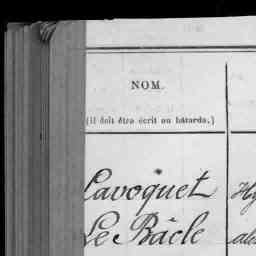 NOM.
(il doit être écrit en bâtarde.)
Lavoquet
Le Bâcle